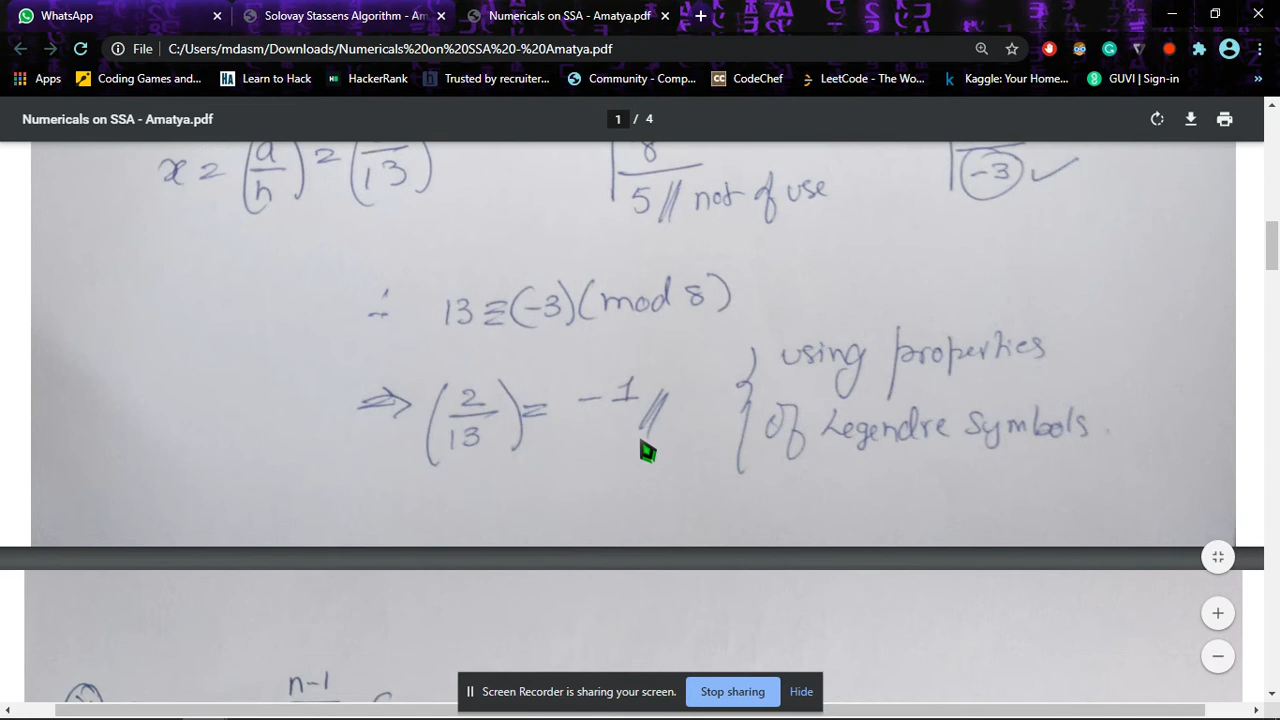 WhatsApp
Solovay Stassens Algorithm - Am
Numericals on SSA - Amatya.pdf
File C:/Users/mdasm/Downloads/Numericals%20on%20SSA%20-%20Amatya.pdf
Apps Coding Games and... Learn to Hack HackerRank Trusted by recruiter... Community - Comp... CodeChef LeetCode - The Wo... Kaggle: Your Home... GUVI | Sign-in »
Numericals on SSA - Amatya.pdf 1 / 4
x = (a/n) = ( /13) 8 (-3) ✓
5 // not of use
∴ 13 ≡ (-3) (mod 8)
⇒ (2/13) = -1 // } using properties
of Legendre Symbols.
n-1
Screen Recorder is sharing your screen. Stop sharing Hide